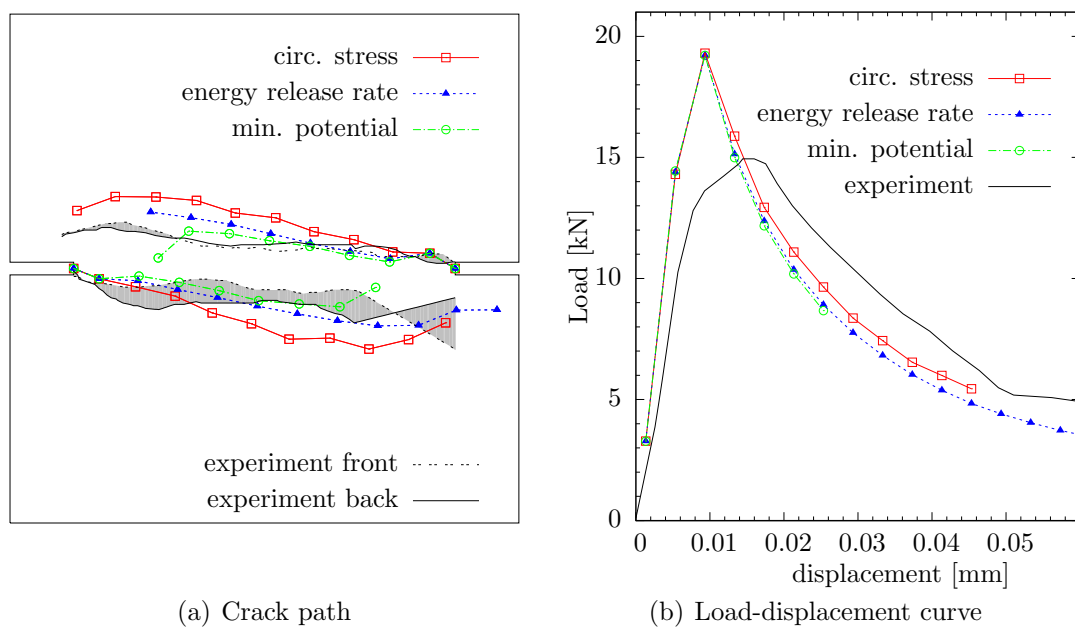 circ. stress
energy release rate
min. potential
experiment front
experiment back
(a) Crack path
20
15
10
5
0
Load [kN]
circ. stress
energy release rate
min. potential
experiment
0 0.01 0.02 0.03 0.04 0.05
displacement [mm]
(b) Load-displacement curve